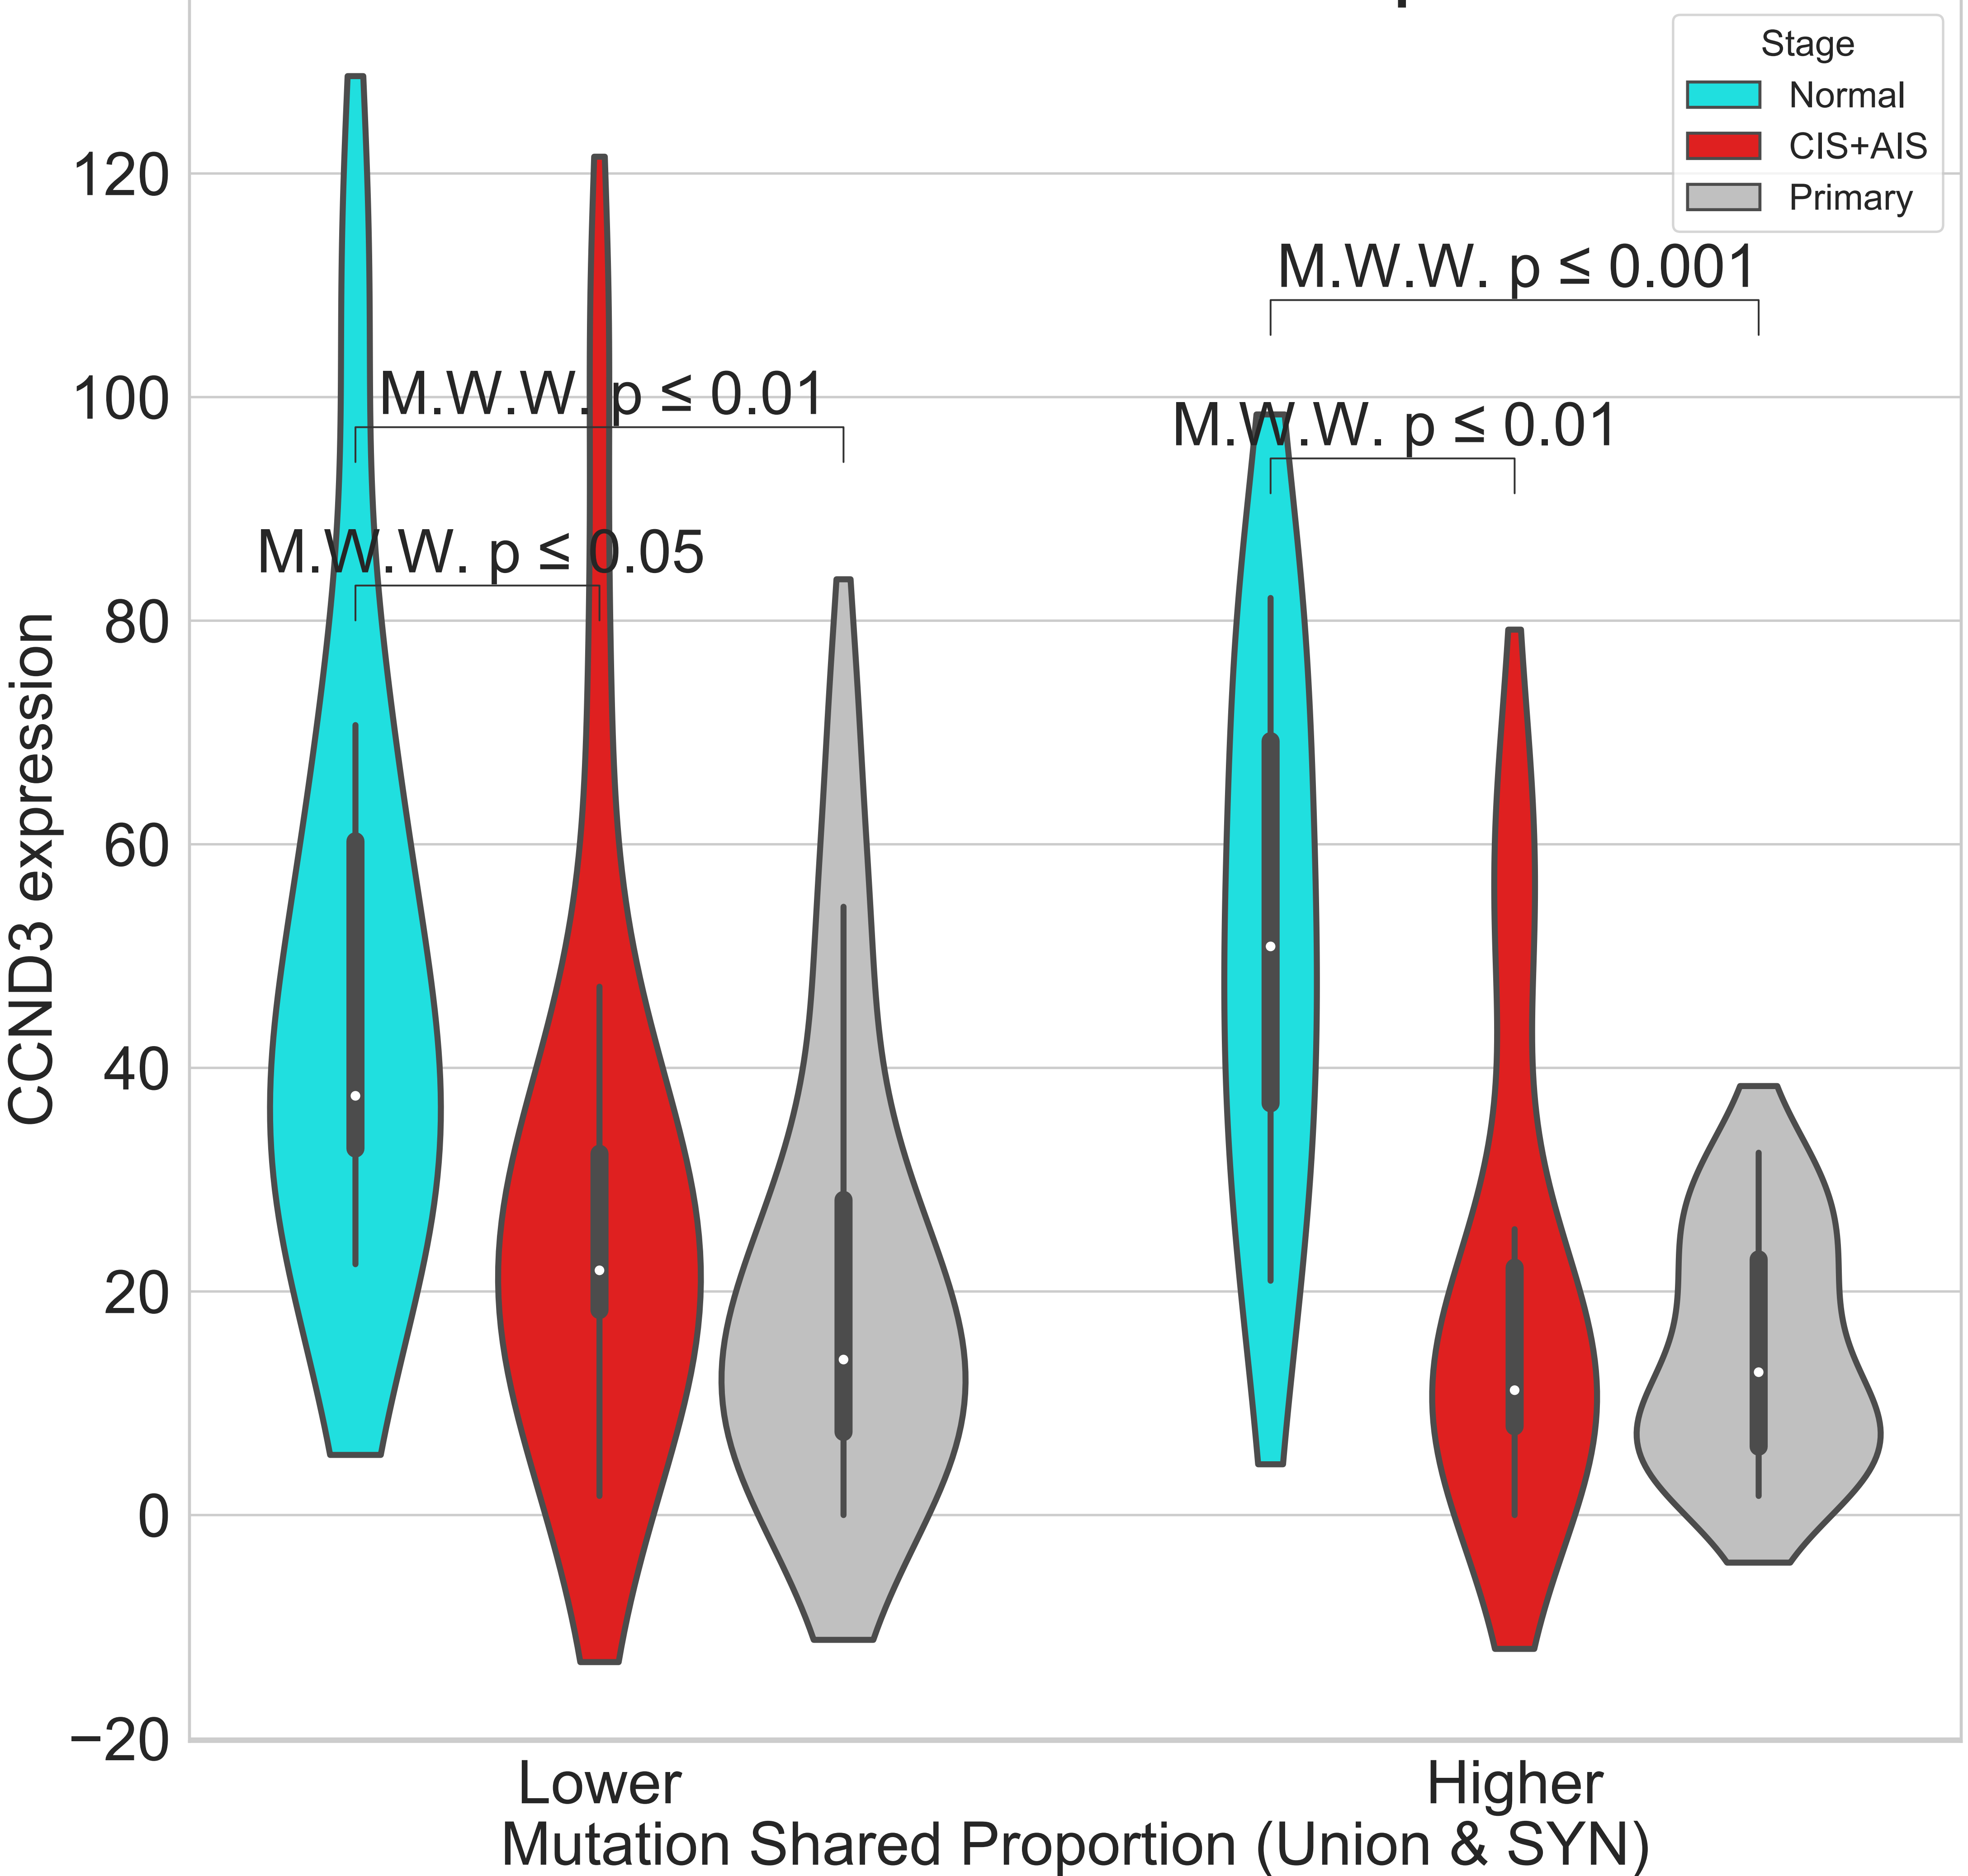 Stage
Normal
CIS+AIS
Primary
M.W.W. p ≤ 0.001
M.W.W. p ≤ 0.01
M.W.W. p ≤ 0.01
M.W.W. p ≤ 0.05
CCND3 expression
120
100
80
60
40
20
0
−20
Lower
Higher
Mutation Shared Proportion (Union & SYN)